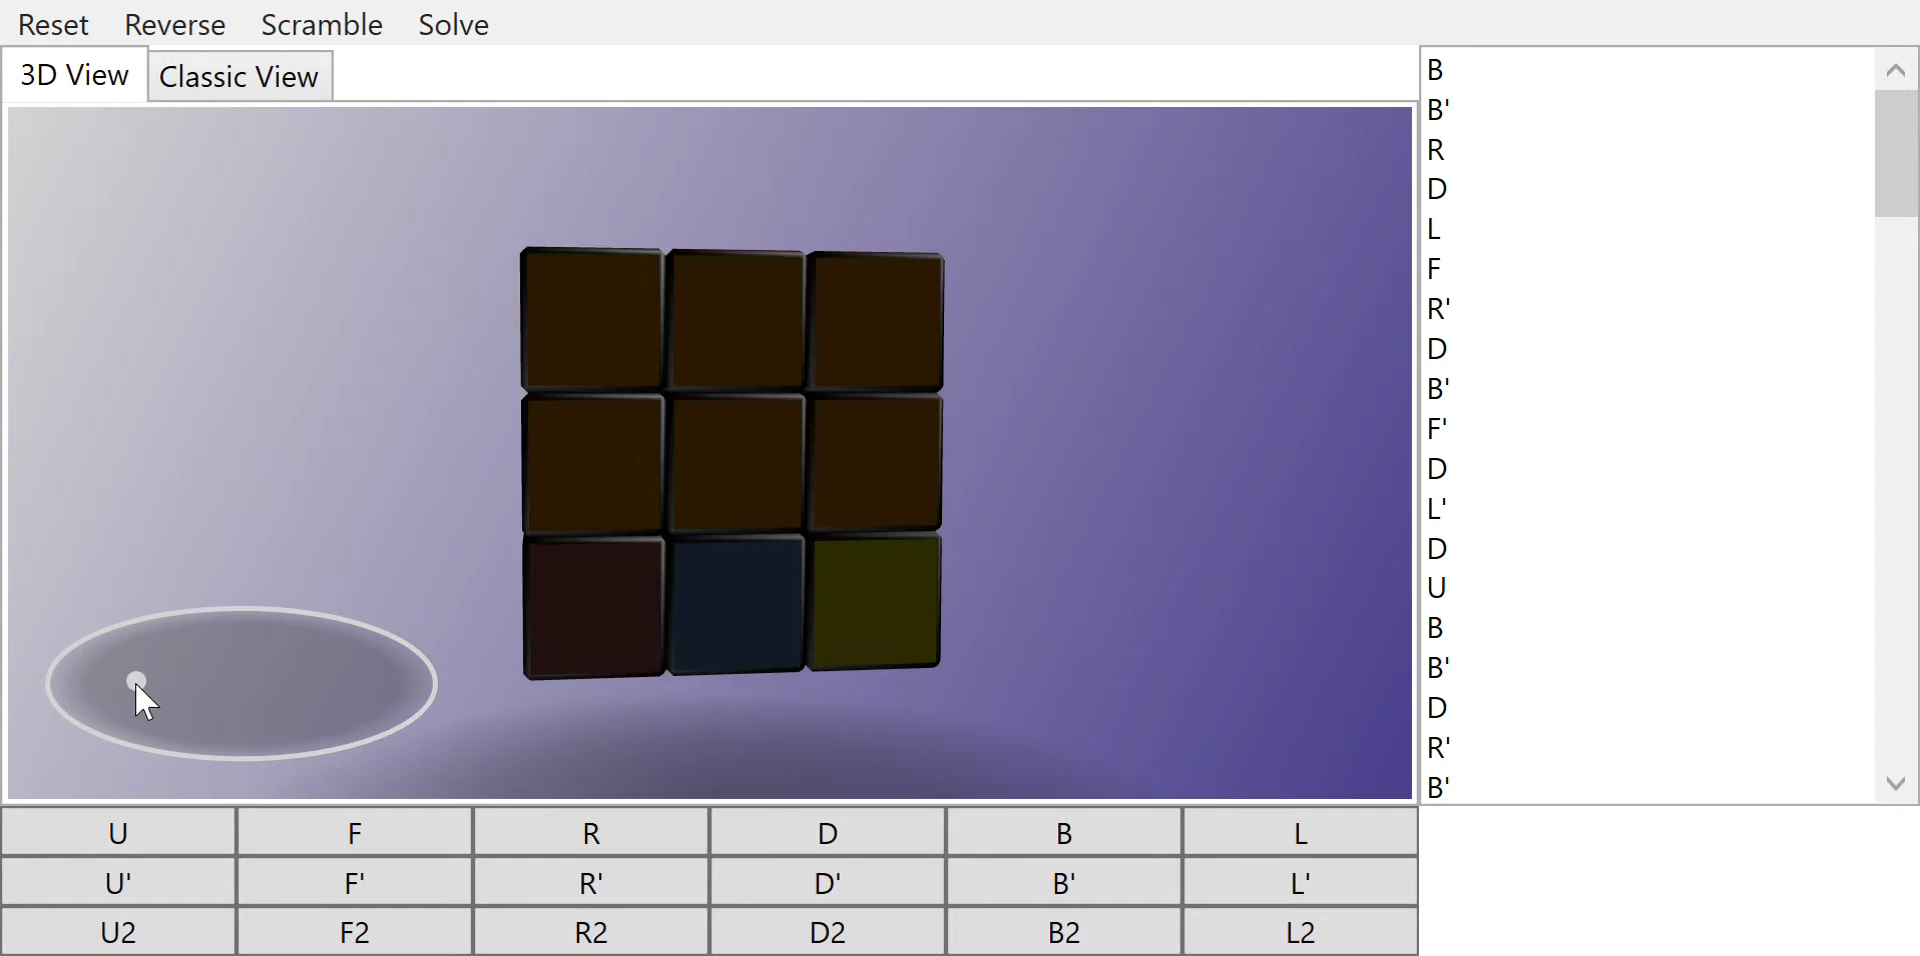 Reset Reverse Scramble Solve
3D View Classic View
B
B'
R
D
L
F
R'
D
B'
F'
D
L'
D
U
B
B'
D
R'
B'
U F R D B L
U' F' R' D' B' L'
U2 F2 R2 D2 B2 L2